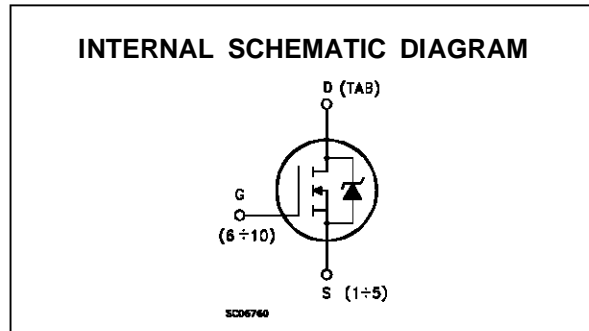 INTERNAL SCHEMATIC DIAGRAM
D (TAB)
G
(6÷10)
S (1÷5)
SC06760